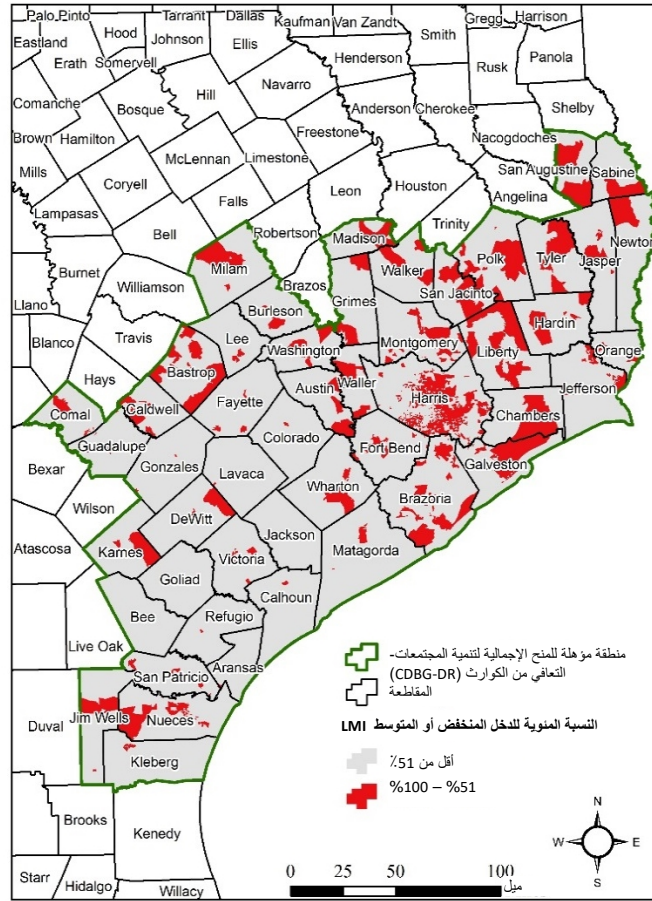 Palo Pinto
Tarrant
Dallas
Kaufman
Van Zandt
Gregg
Harrison
Eastland
Hood
Johnson
Ellis
Smith
Panola
Erath
Somervell
Henderson
Rusk
Comanche
Bosque
Hill
Navarro
Anderson
Cherokee
Shelby
Brown
Hamilton
Freestone
Nacogdoches
Mills
McLennan
Limestone
San Augustine
Sabine
Coryell
Leon
Houston
Angelina
Lampasas
Falls
Trinity
Bell
Robertson
Madison
Newton
Burnet
Milam
Walker
Polk
Tyler
Jasper
Williamson
Brazos
Grimes
San Jacinto
Llano
Burleson
Hardin
Travis
Lee
Washington
Montgomery
Liberty
Orange
Blanco
Bastrop
Austin
Waller
Jefferson
Hays
Harris
Comal
Caldwell
Fayette
Chambers
Guadalupe
Colorado
Fort Bend
Bexar
Gonzales
Lavaca
Galveston
Wharton
Wilson
DeWitt
Brazoria
Atascosa
Karnes
Jackson
Matagorda
Victoria
Goliad
Calhoun
Bee
Refugio
Live Oak
Aransas
San Patricio
Duval
Jim Wells
Nueces
Kleberg
Brooks
Kenedy
Starr
Hidalgo
Willacy
منطقة مؤهلة للمنح الإجمالية لتنمية المجتمعات-
التعافي من الكوارث (CDBG-DR)
المقاطعة
النسبة المئوية للدخل المنخفض أو المتوسط LMI
أقل من 51٪
%100 – %51
N
W E
S
0 25 50 100
ميل